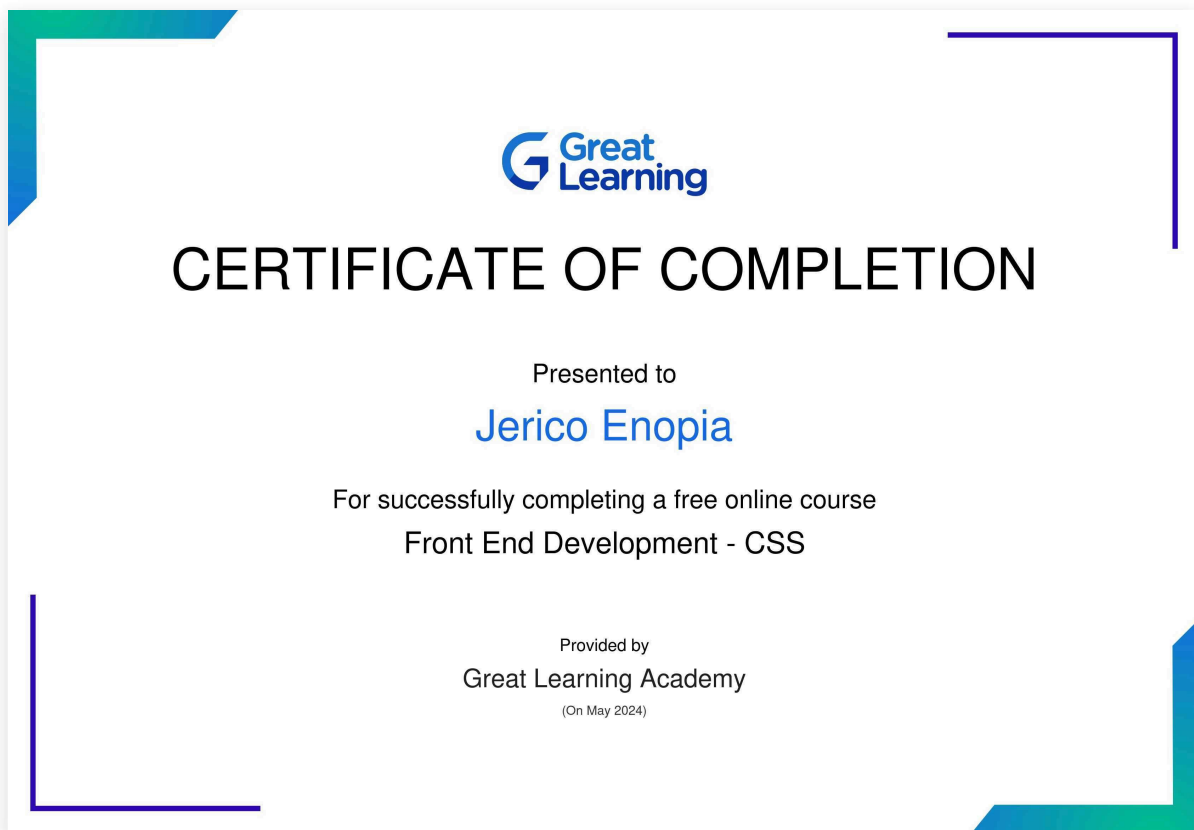 Great
Learning
CERTIFICATE OF COMPLETION
Presented to
Jerico Enopia
For successfully completing a free online course
Front End Development - CSS
Provided by
Great Learning Academy
(On May 2024)